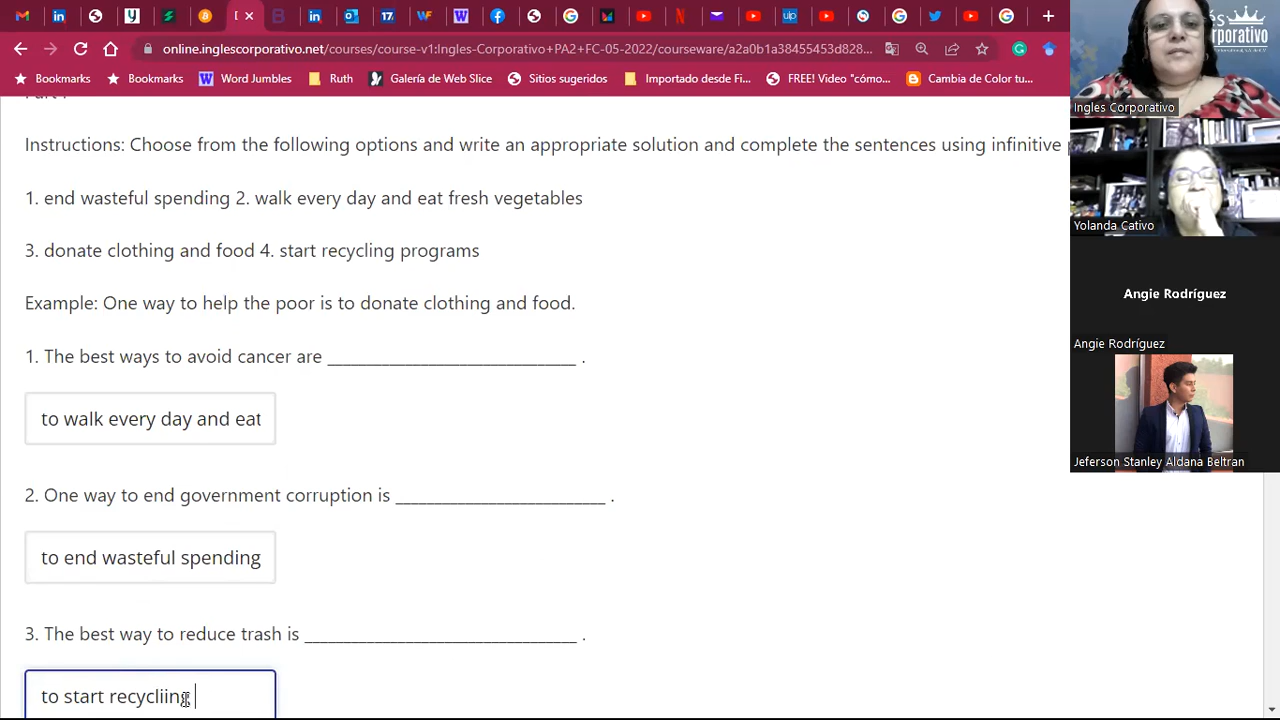 online.inglescorporativo.net/courses/course-v1:Ingles-Corporativo+PA2+FC-05-2022/courseware/a2a0b1a38455453d828...
Bookmarks Bookmarks Word Jumbles Ruth Galería de Web Slice Sitios sugeridos Importado desde Fi... FREE! Video "cómo... Cambia de Color tu...
Instructions: Choose from the following options and write an appropriate solution and complete the sentences using infinitive
1. end wasteful spending 2. walk every day and eat fresh vegetables
3. donate clothing and food 4. start recycling programs
Example: One way to help the poor is to donate clothing and food.
1. The best ways to avoid cancer are ____________________________ .
to walk every day and eat
2. One way to end government corruption is ________________________ .
to end wasteful spending
3. The best way to reduce trash is _______________________________ .
to start recycliing
Ingles Corporativo
Yolanda Cativo
Angie Rodríguez
Angie Rodríguez
Jeferson Stanley Aldana Beltran